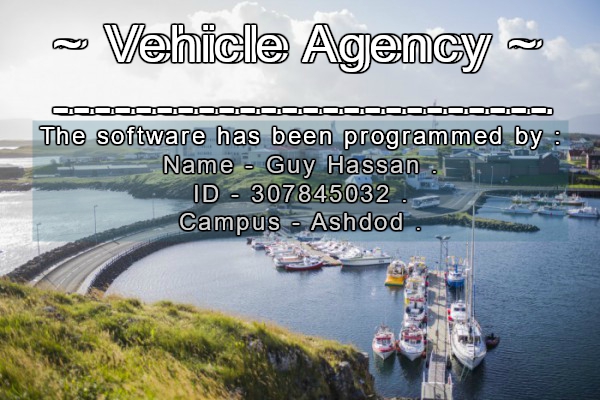 ~ Vehicle Agency ~
The software has been programmed by :
Name - Guy Hassan .
ID - 307845032 .
Campus - Ashdod .